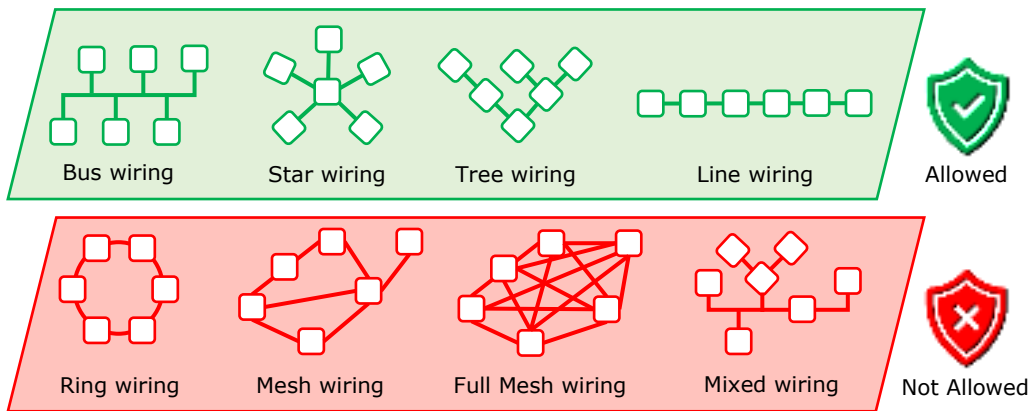 Bus wiring
Star wiring
Tree wiring
Line wiring
Allowed
Ring wiring
Mesh wiring
Full Mesh wiring
Mixed wiring
Not Allowed